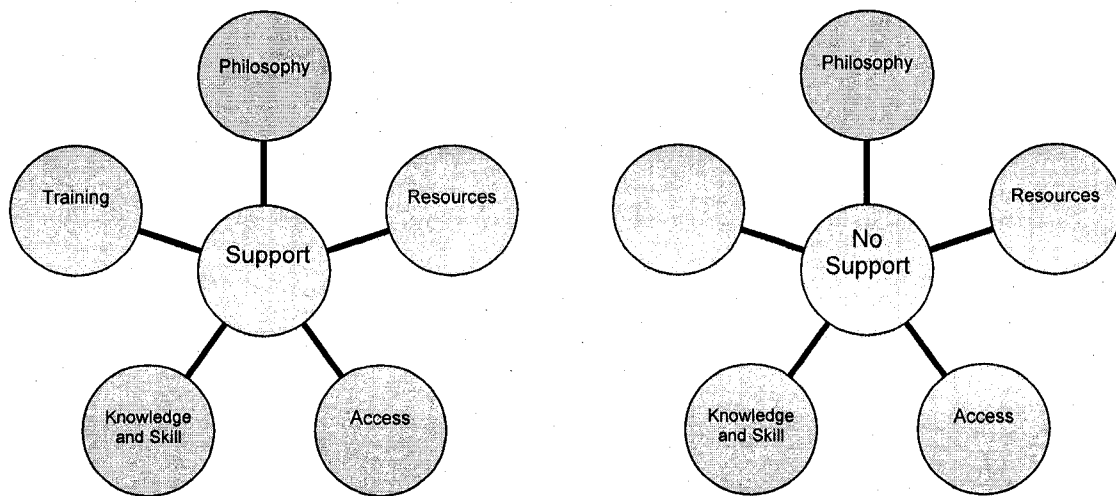 Philosophy
Training
Resources
Support
Knowledge
and Skill
Access
Philosophy
Resources
No
Support
Knowledge
and Skill
Access